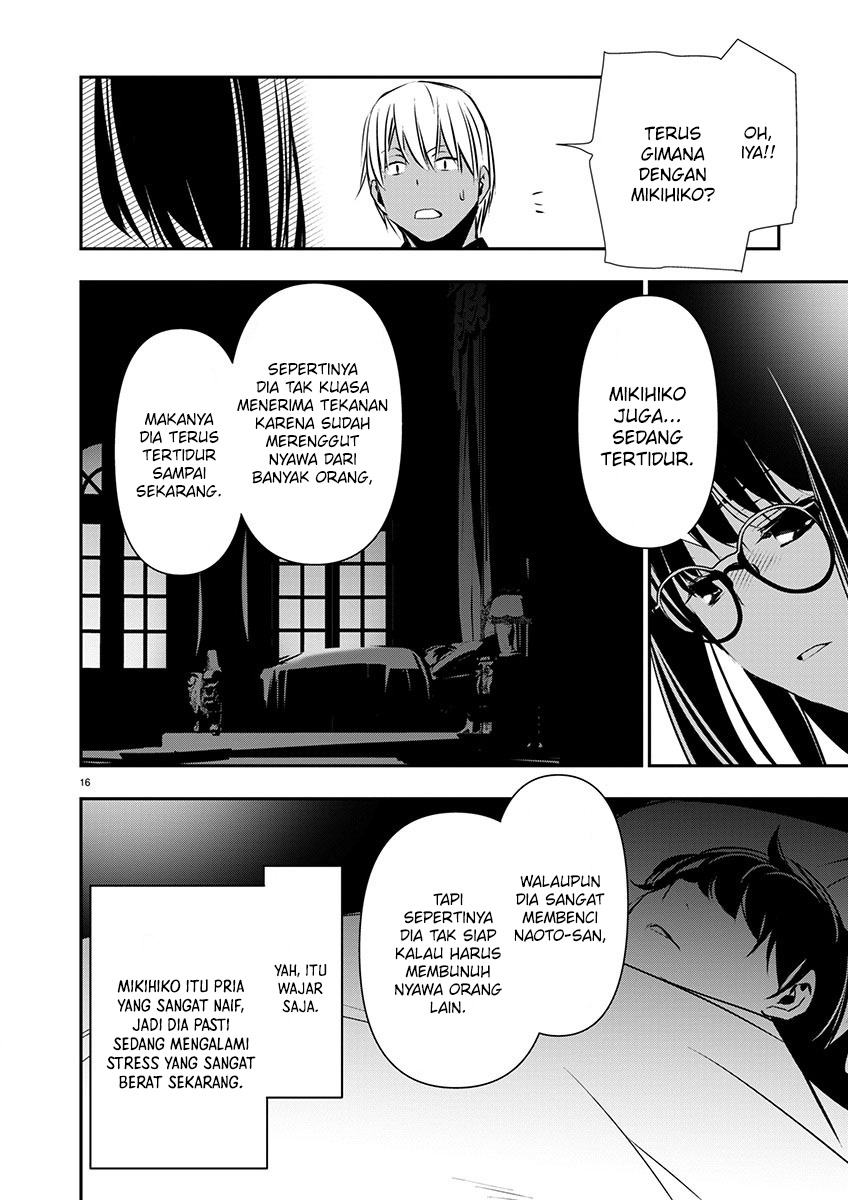 OH,
IYA!!
TERUS
GIMANA
DENGAN
MIKIHIKO?
MIKIHIKO
JUGA...
SEDANG
TERTIDUR.
SEPERTINYA
DIA TAK KUASA
MENERIMA TEKANAN
KARENA SUDAH
MERENGGUT
NYAWA DARI
BANYAK ORANG,
MAKANYA
DIA TERUS
TERTIDUR
SAMPAI
SEKARANG.
16
WALAUPUN
DIA SANGAT
MEMBENCI
NAOTO-SAN,
TAPI
SEPERTINYA
DIA TAK SIAP
KALAU HARUS
MEMBUNUH
NYAWA ORANG
LAIN.
YAH, ITU
WAJAR
SAJA.
MIKIHIKO ITU PRIA
YANG SANGAT NAIF,
JADI DIA PASTI
SEDANG MENGALAMI
STRESS YANG SANGAT
BERAT SEKARANG.